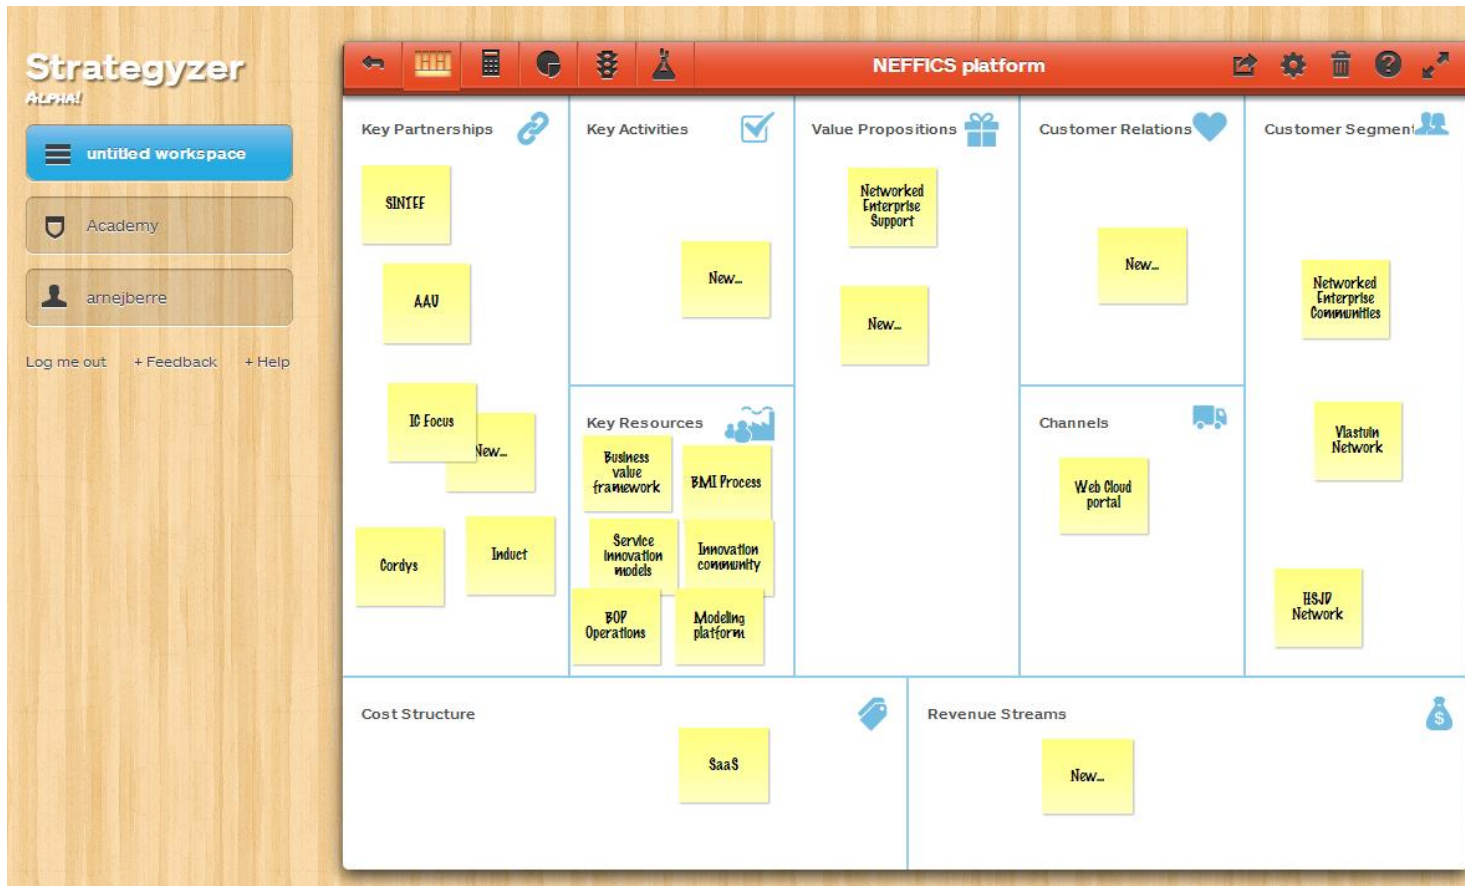 Strategyzer
ALPHA!
untitled workspace
Academy
arnejberre
Log me out + Feedback + Help
NEFFICS platform
Key Partnerships
SINTEF
AAU
IC Focus
New...
Cordys
Induct
Key Activities
New...
Key Resources
Business
value
framework
BMI Process
Service
innovation
models
Innovation
community
BOP
Operations
Modeling
platform
Value Propositions
Networked
Enterprise
Support
New...
Customer Relations
New...
Channels
Web Cloud
portal
Customer Segment
Networked
Enterprise
Communities
Vlastuin
Network
HSJD
Network
Cost Structure
SaaS
Revenue Streams
New...